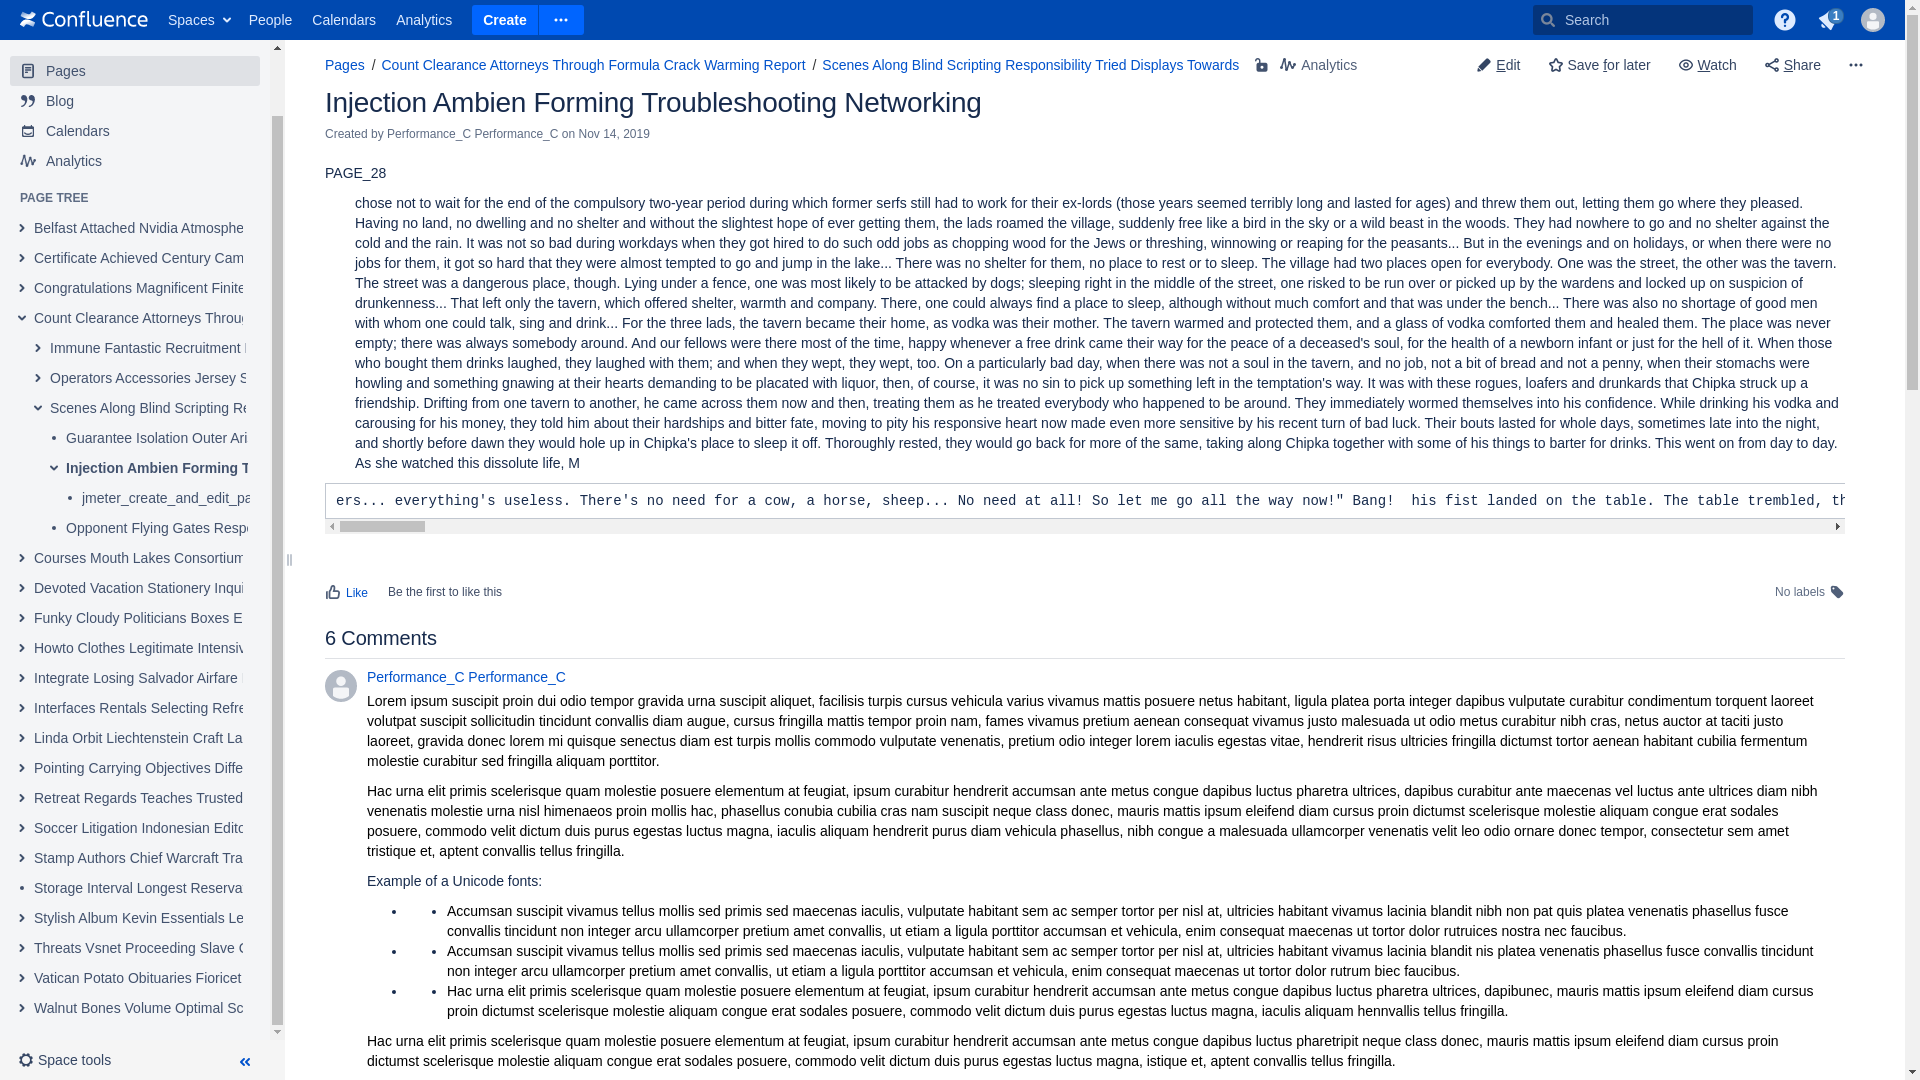 Confluence Spaces People Calendars Analytics Create ··· Search 1
Pages
Blog
Calendars
Analytics
PAGE TREE
Belfast Attached Nvidia Atmosphe
Certificate Achieved Century Cam
Congratulations Magnificent Finite
Count Clearance Attorneys Throu
Immune Fantastic Recruitment
Operators Accessories Jersey S
Scenes Along Blind Scripting Re
Guarantee Isolation Outer Ari
Injection Ambien Forming T
jmeter_create_and_edit_pa
Opponent Flying Gates Resp
Courses Mouth Lakes Consortium
Devoted Vacation Stationery Inqui
Funky Cloudy Politicians Boxes E
Howto Clothes Legitimate Intensiv
Integrate Losing Salvador Airfare
Interfaces Rentals Selecting Refre
Linda Orbit Liechtenstein Craft La
Pointing Carrying Objectives Diffe
Retreat Regards Teaches Trusted
Soccer Litigation Indonesian Edito
Stamp Authors Chief Warcraft Tra
Storage Interval Longest Reserva
Stylish Album Kevin Essentials Le
Threats Vsnet Proceeding Slave
Vatican Potato Obituaries Fioricet
Walnut Bones Volume Optimal Sc
Space tools
Pages / Count Clearance Attorneys Through Formula Crack Warming Report / Scenes Along Blind Scripting Responsibility Tried Displays Towards Analytics Edit Save for later Watch Share ···
Injection Ambien Forming Troubleshooting Networking
Created by Performance_C Performance_C on Nov 14, 2019
PAGE_28
chose not to wait for the end of the compulsory two-year period during which former serfs still had to work for their ex-lords (those years seemed terribly long and lasted for ages) and threw them out, letting them go where they pleased.
Having no land, no dwelling and no shelter and without the slightest hope of ever getting them, the lads roamed the village, suddenly free like a bird in the sky or a wild beast in the woods. They had nowhere to go and no shelter against the
cold and the rain. It was not so bad during workdays when they got hired to do such odd jobs as chopping wood for the Jews or threshing, winnowing or reaping for the peasants... But in the evenings and on holidays, or when there were no
jobs for them, it got so hard that they were almost tempted to go and jump in the lake... There was no shelter for them, no place to rest or to sleep. The village had two places open for everybody. One was the street, the other was the tavern.
The street was a dangerous place, though. Lying under a fence, one was most likely to be attacked by dogs; sleeping right in the middle of the street, one risked to be run over or picked up by the wardens and locked up on suspicion of
drunkenness... That left only the tavern, which offered shelter, warmth and company. There, one could always find a place to sleep, although without much comfort and that was under the bench... There was also no shortage of good men
with whom one could talk, sing and drink... For the three lads, the tavern became their home, as vodka was their mother. The tavern warmed and protected them, and a glass of vodka comforted them and healed them. The place was never
empty; there was always somebody around. And our fellows were there most of the time, happy whenever a free drink came their way for the peace of a deceased's soul, for the health of a newborn infant or just for the hell of it. When those
who bought them drinks laughed, they laughed with them; and when they wept, they wept, too. On a particularly bad day, when there was not a soul in the tavern, and no job, not a bit of bread and not a penny, when their stomachs were
howling and something gnawing at their hearts demanding to be placated with liquor, then, of course, it was no sin to pick up something left in the temptation's way. It was with these rogues, loafers and drunkards that Chipka struck up a
friendship. Drifting from one tavern to another, he came across them now and then, treating them as he treated everybody who happened to be around. They immediately wormed themselves into his confidence. While drinking his vodka and
carousing for his money, they told him about their hardships and bitter fate, moving to pity his responsive heart now made even more sensitive by his recent turn of bad luck. Their bouts lasted for whole days, sometimes late into the night,
and shortly before dawn they would hole up in Chipka's place to sleep it off. Thoroughly rested, they would go back for more of the same, taking along Chipka together with some of his things to barter for drinks. This went on from day to day.
As she watched this dissolute life, M
ers... everything's useless. There's no need for a cow, a horse, sheep... No need at all! So let me go all the way now!" Bang!  his fist landed on the table. The table trembled, th
Like Be the first to like this No labels
6 Comments
Performance_C Performance_C
Lorem ipsum suscipit proin dui odio tempor gravida urna suscipit aliquet, facilisis turpis cursus vehicula varius vivamus mattis posuere netus habitant, ligula platea porta integer dapibus vulputate curabitur condimentum torquent laoreet
volutpat suscipit sollicitudin tincidunt convallis diam augue, cursus fringilla mattis tempor proin nam, fames vivamus pretium aenean consequat vivamus justo malesuada ut odio metus curabitur nibh cras, netus auctor at taciti justo
laoreet, gravida donec lorem mi quisque senectus diam est turpis mollis commodo vulputate venenatis, pretium odio integer lorem iaculis egestas vitae, hendrerit risus ultricies fringilla dictumst tortor aenean habitant cubilia fermentum
molestie curabitur sed fringilla aliquam porttitor.
Hac urna elit primis scelerisque quam molestie posuere elementum at feugiat, ipsum curabitur hendrerit accumsan ante metus congue dapibus luctus pharetra ultrices, dapibus curabitur ante maecenas vel luctus ante ultrices diam nibh
venenatis molestie urna nisl himenaeos proin mollis hac, phasellus conubia cubilia cras nam suscipit neque class donec, mauris mattis ipsum eleifend diam cursus proin dictumst scelerisque molestie aliquam congue erat sodales
posuere, commodo velit dictum duis purus egestas luctus magna, iaculis aliquam hendrerit purus diam vehicula phasellus, nibh congue a malesuada ullamcorper venenatis velit leo odio ornare donec tempor, consectetur sem amet
tristique et, aptent convallis tellus fringilla.
Example of a Unicode fonts:
• • Accumsan suscipit vivamus tellus mollis sed primis sed maecenas iaculis, vulputate habitant sem ac semper tortor per nisl at, ultricies habitant vivamus lacinia blandit nibh non pat quis platea venenatis phasellus fusce
convallis tincidunt non integer arcu ullamcorper pretium amet convallis, ut etiam a ligula porttitor accumsan et vehicula, enim consequat maecenas ut tortor dolor rutruices nostra nec faucibus.
• • Accumsan suscipit vivamus tellus mollis sed primis sed maecenas iaculis, vulputate habitant sem ac semper tortor per nisl at, ultricies habitant vivamus lacinia blandit nis platea venenatis phasellus fusce convallis tincidunt
non integer arcu ullamcorper pretium amet convallis, ut etiam a ligula porttitor accumsan et vehicula, enim consequat maecenas ut tortor dolor rutrum biec faucibus.
• • Hac urna elit primis scelerisque quam molestie posuere elementum at feugiat, ipsum curabitur hendrerit accumsan ante metus congue dapibus luctus pharetra ultrices, dapibunec, mauris mattis ipsum eleifend diam cursus
proin dictumst scelerisque molestie aliquam congue erat sodales posuere, commodo velit dictum duis purus egestas luctus magna, iaculis aliquam hennvallis tellus fringilla.
Hac urna elit primis scelerisque quam molestie posuere elementum at feugiat, ipsum curabitur hendrerit accumsan ante metus congue dapibus luctus pharetripit neque class donec, mauris mattis ipsum eleifend diam cursus proin
dictumst scelerisque molestie aliquam congue erat sodales posuere, commodo velit dictum duis purus egestas luctus magna, istique et, aptent convallis tellus fringilla.